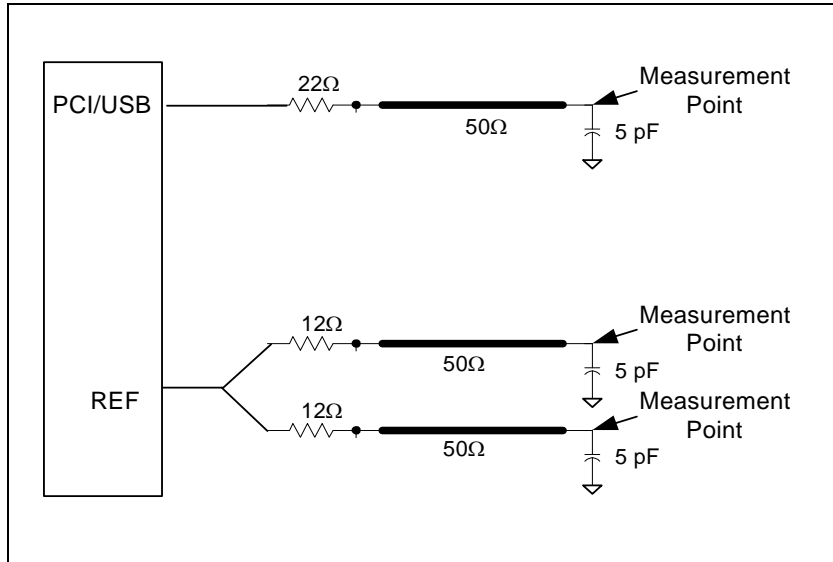 PCI/USB
22Ω
50Ω
Measurement
Point
5 pF
REF
12Ω
50Ω
Measurement
Point
5 pF
12Ω
50Ω
Measurement
Point
5 pF